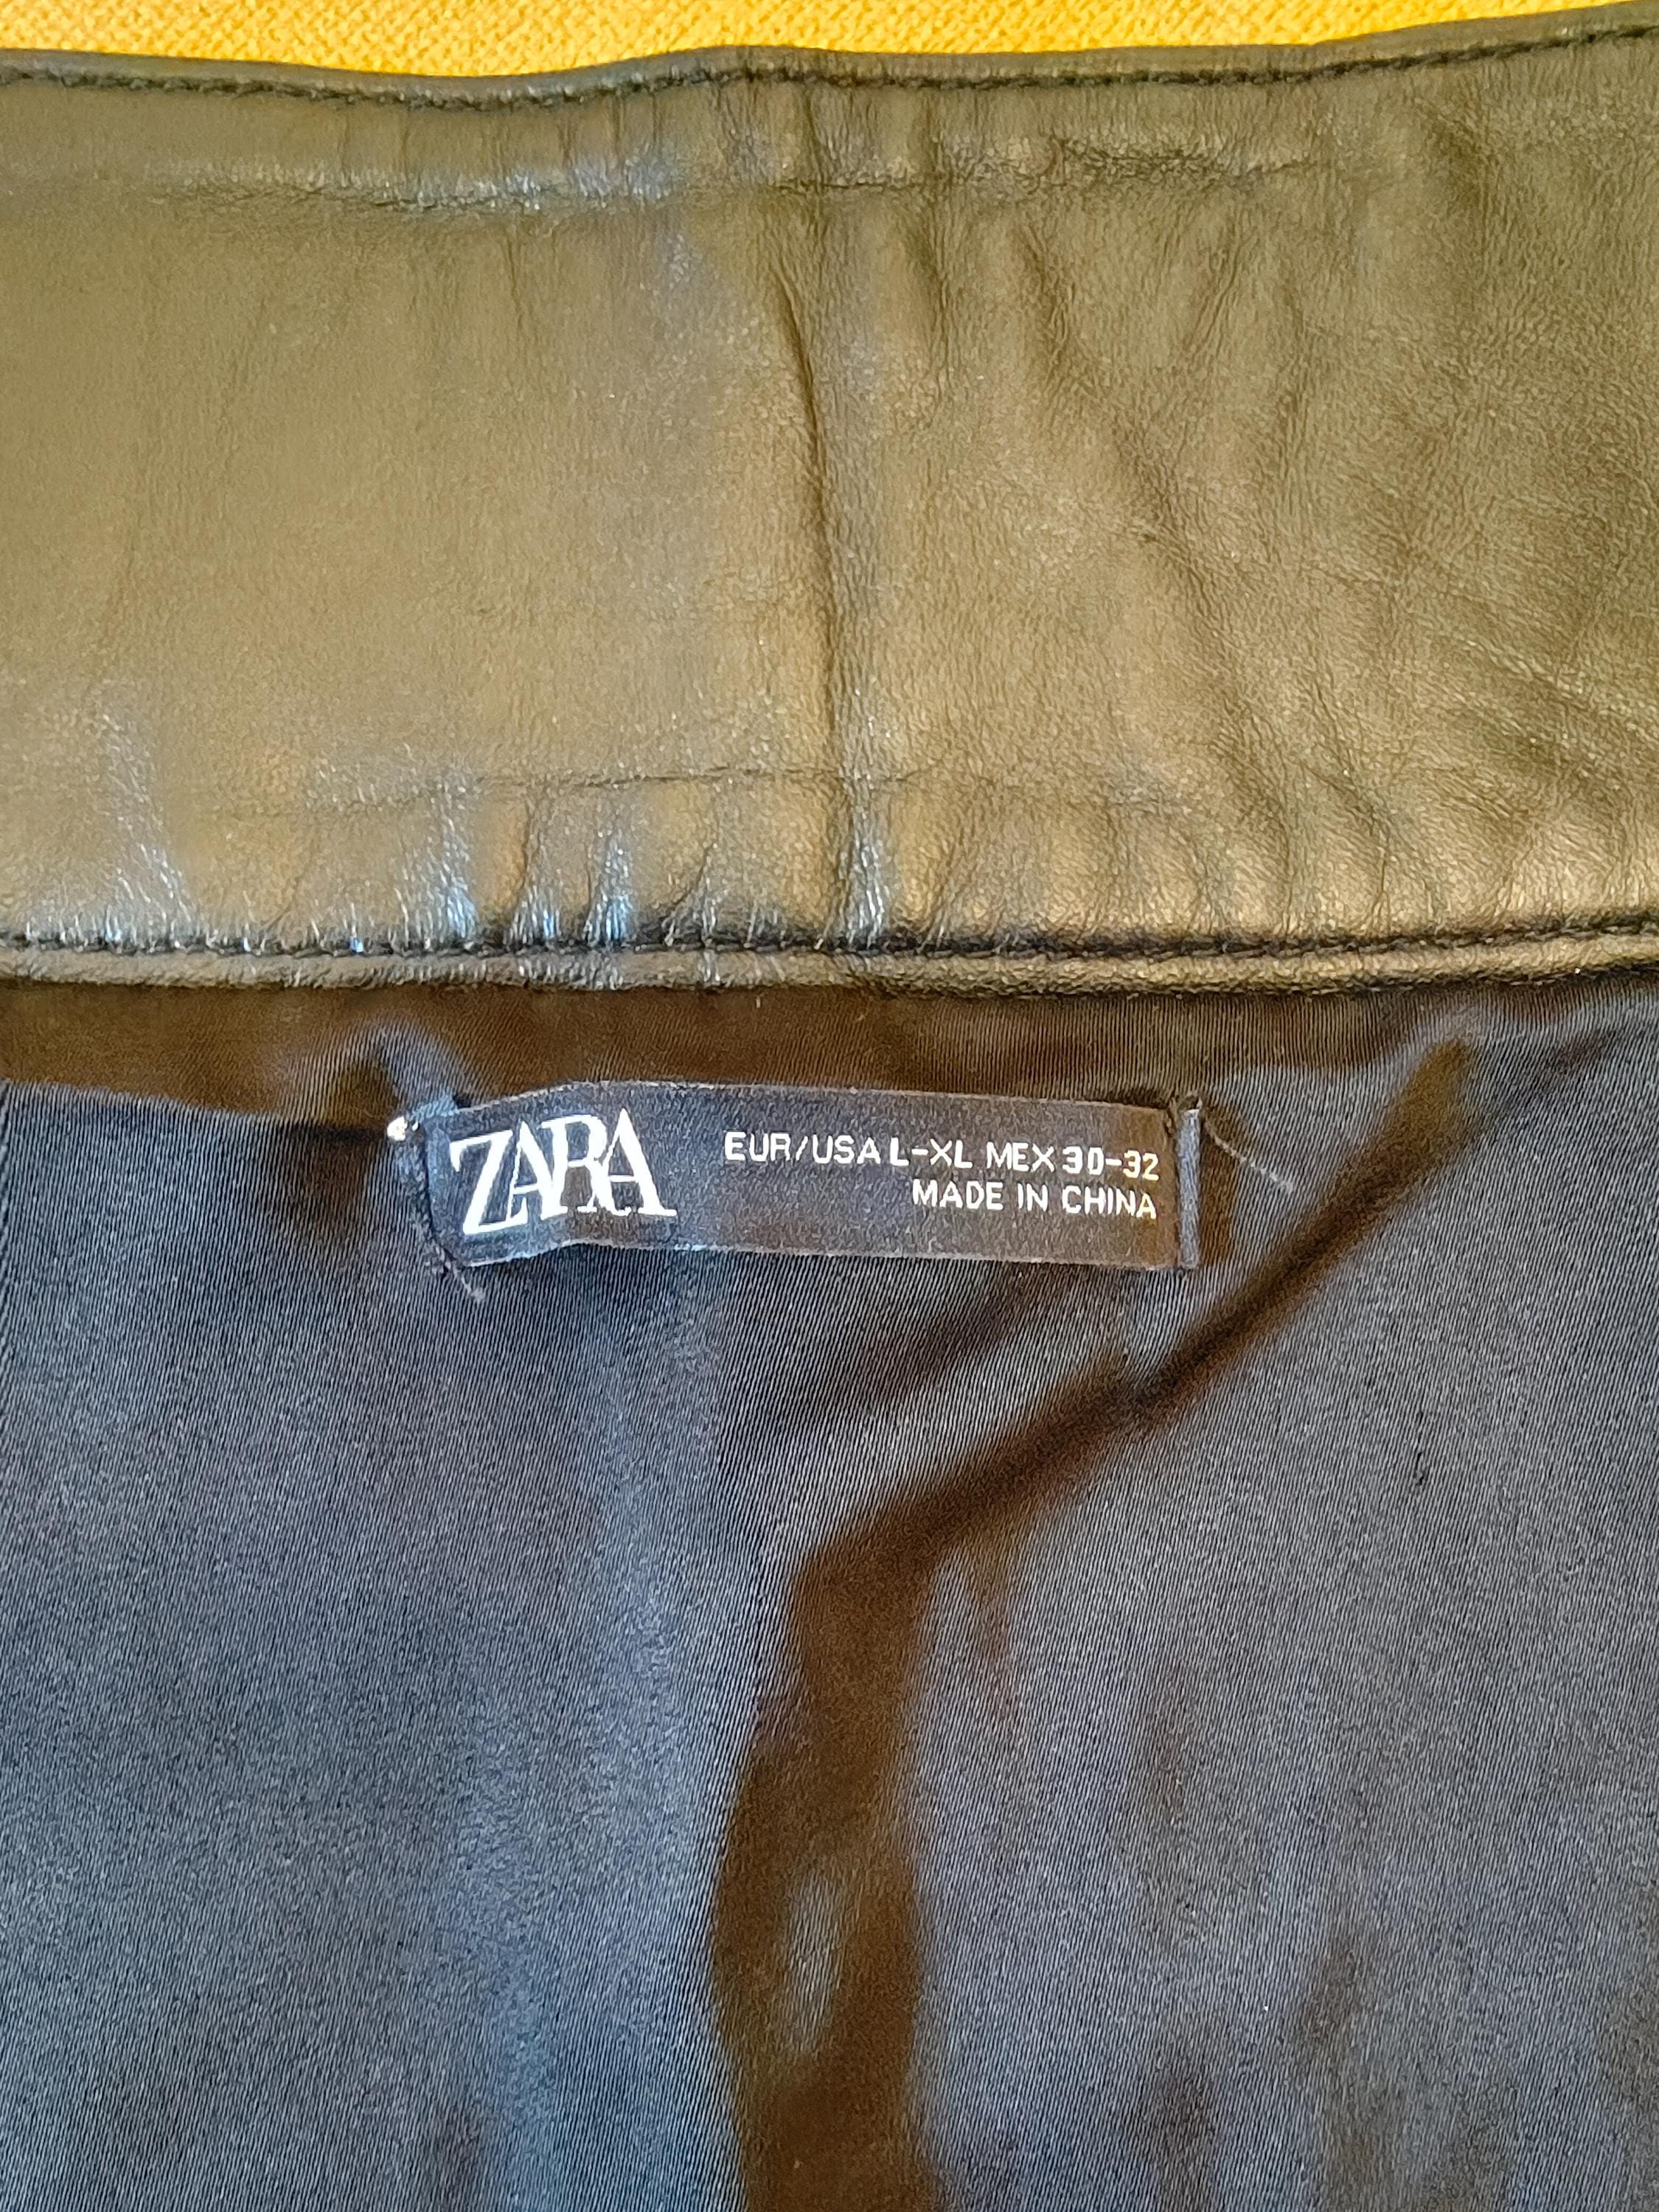 ZARA
EUR/USA L-XL MEX 30-32
MADE IN CHINA